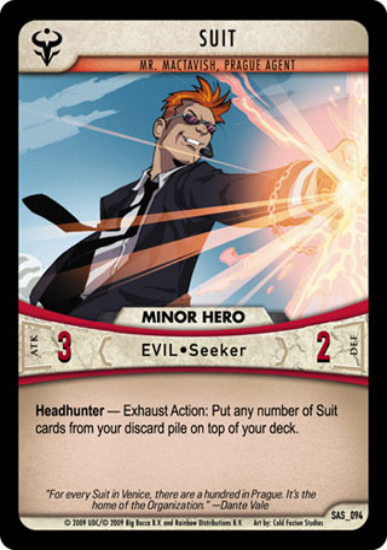 SUIT
MR. MACTAVISH, PRAGUE AGENT
MINOR HERO
ATK 3 EVIL•Seeker 2 DEF
Headhunter — Exhaust Action: Put any number of Suit
cards from your discard pile on top of your deck.
"For every Suit in Venice, there are a hundred in Prague. It's the
home of the Organization." —Dante Vale
SAS_094
© 2009 UDC/© 2009 Big Bocca B.V. and Rainbow Distributions B.V. Art by: Cold Fusion Studios